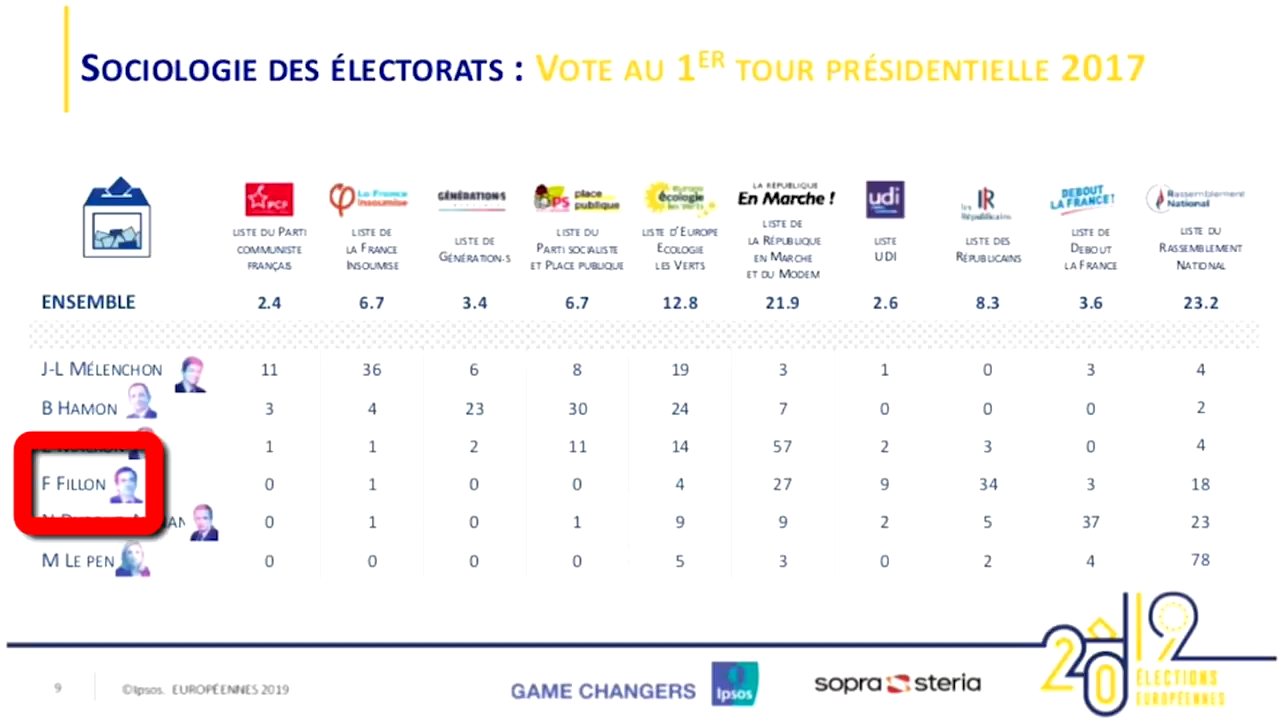 SOCIOLOGIE DES ÉLECTORATS : VOTE AU 1ER TOUR PRÉSIDENTIELLE 2017
PCF
La France insoumise
GÉNÉRATION·S
PS place publique
europe écologie les verts
LA RÉPUBLIQUE En Marche !
udi
les Républicains
DEBOUT LA FRANCE !
Rassemblement National
LISTE DU PARTI COMMUNISTE FRANÇAIS
LISTE DE LA FRANCE INSOUMISE
LISTE DE GÉNÉRATION-S
LISTE DU PARTI SOCIALISTE ET PLACE PUBLIQUE
LISTE D'EUROPE ECOLOGIE LES VERTS
LISTE DE LA RÉPUBLIQUE EN MARCHE ET DU MODEM
LISTE UDI
LISTE DES RÉPUBLICAINS
LISTE DE DEBOUT LA FRANCE
LISTE DU RASSEMBLEMENT NATIONAL
ENSEMBLE 2.4 6.7 3.4 6.7 12.8 21.9 2.6 8.3 3.6 23.2
J-L MÉLENCHON 11 36 6 8 19 3 1 0 3 4
B HAMON 3 4 23 30 24 7 0 0 0 2
1 1 2 11 14 57 2 3 0 4
F FILLON 0 1 0 0 4 27 9 34 3 18
0 1 0 1 9 9 2 5 37 23
M LE PEN 0 0 0 0 5 3 0 2 4 78
9 ©Ipsos. EUROPÉENNES 2019
GAME CHANGERS Ipsos
sopra steria
2019
ÉLECTIONS
EUROPÉENNES